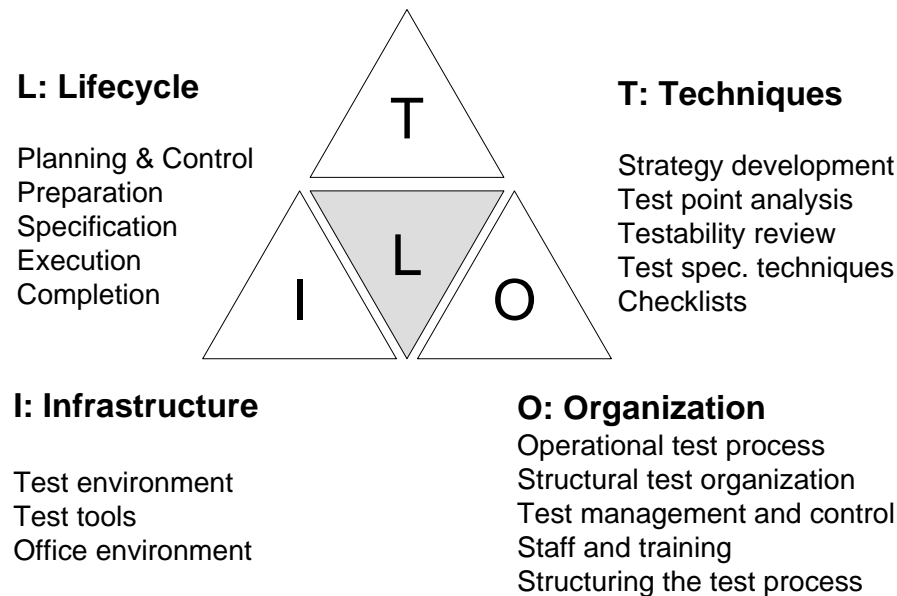 T
L: Lifecycle
Planning & Control
Preparation
Specification
Execution
Completion
T: Techniques
Strategy development
Test point analysis
Testability review
Test spec. techniques
Checklists
L
I
O
I: Infrastructure
Test environment
Test tools
Office environment
O: Organization
Operational test process
Structural test organization
Test management and control
Staff and training
Structuring the test process